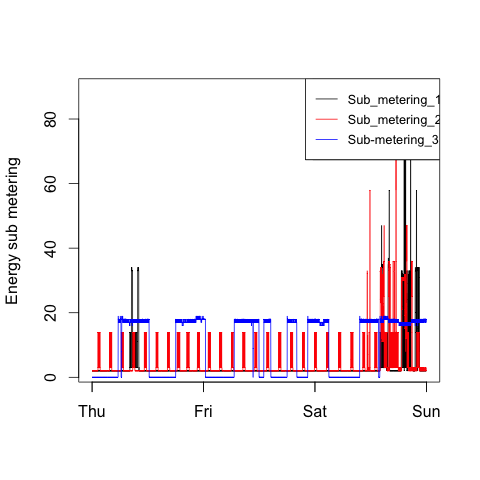 Sub_metering_1
Sub_metering_2
Sub-metering_3
Energy sub metering
80
60
40
20
0
Thu Fri Sat Sun